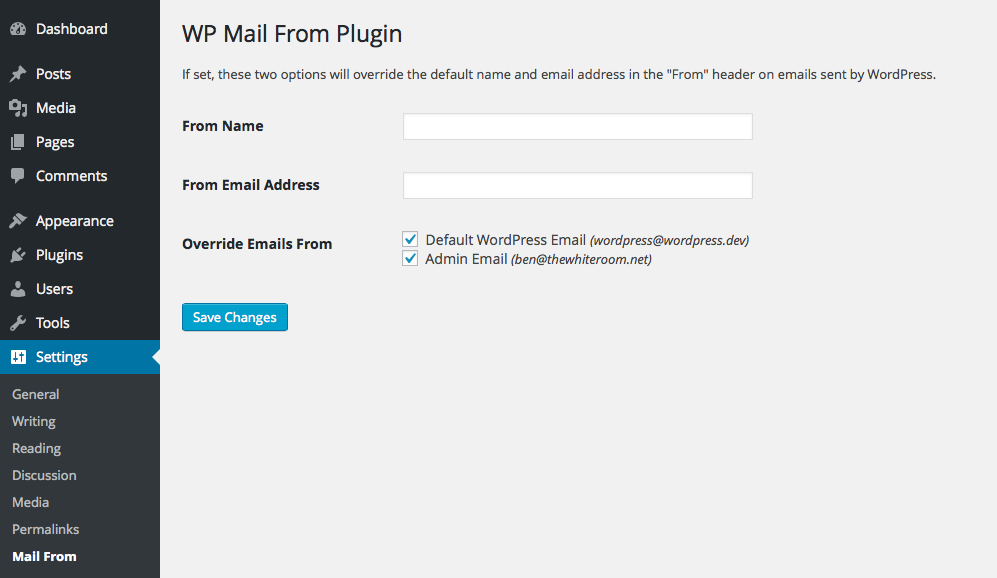 Dashboard
Posts
Media
Pages
Comments
Appearance
Plugins
Users
Tools
Settings
General
Writing
Reading
Discussion
Media
Permalinks
Mail From
WP Mail From Plugin
If set, these two options will override the default name and email address in the "From" header on emails sent by WordPress.
From Name
From Email Address
Override Emails From
Default WordPress Email (wordpress@wordpress.dev)
Admin Email (ben@thewhiteroom.net)
Save Changes